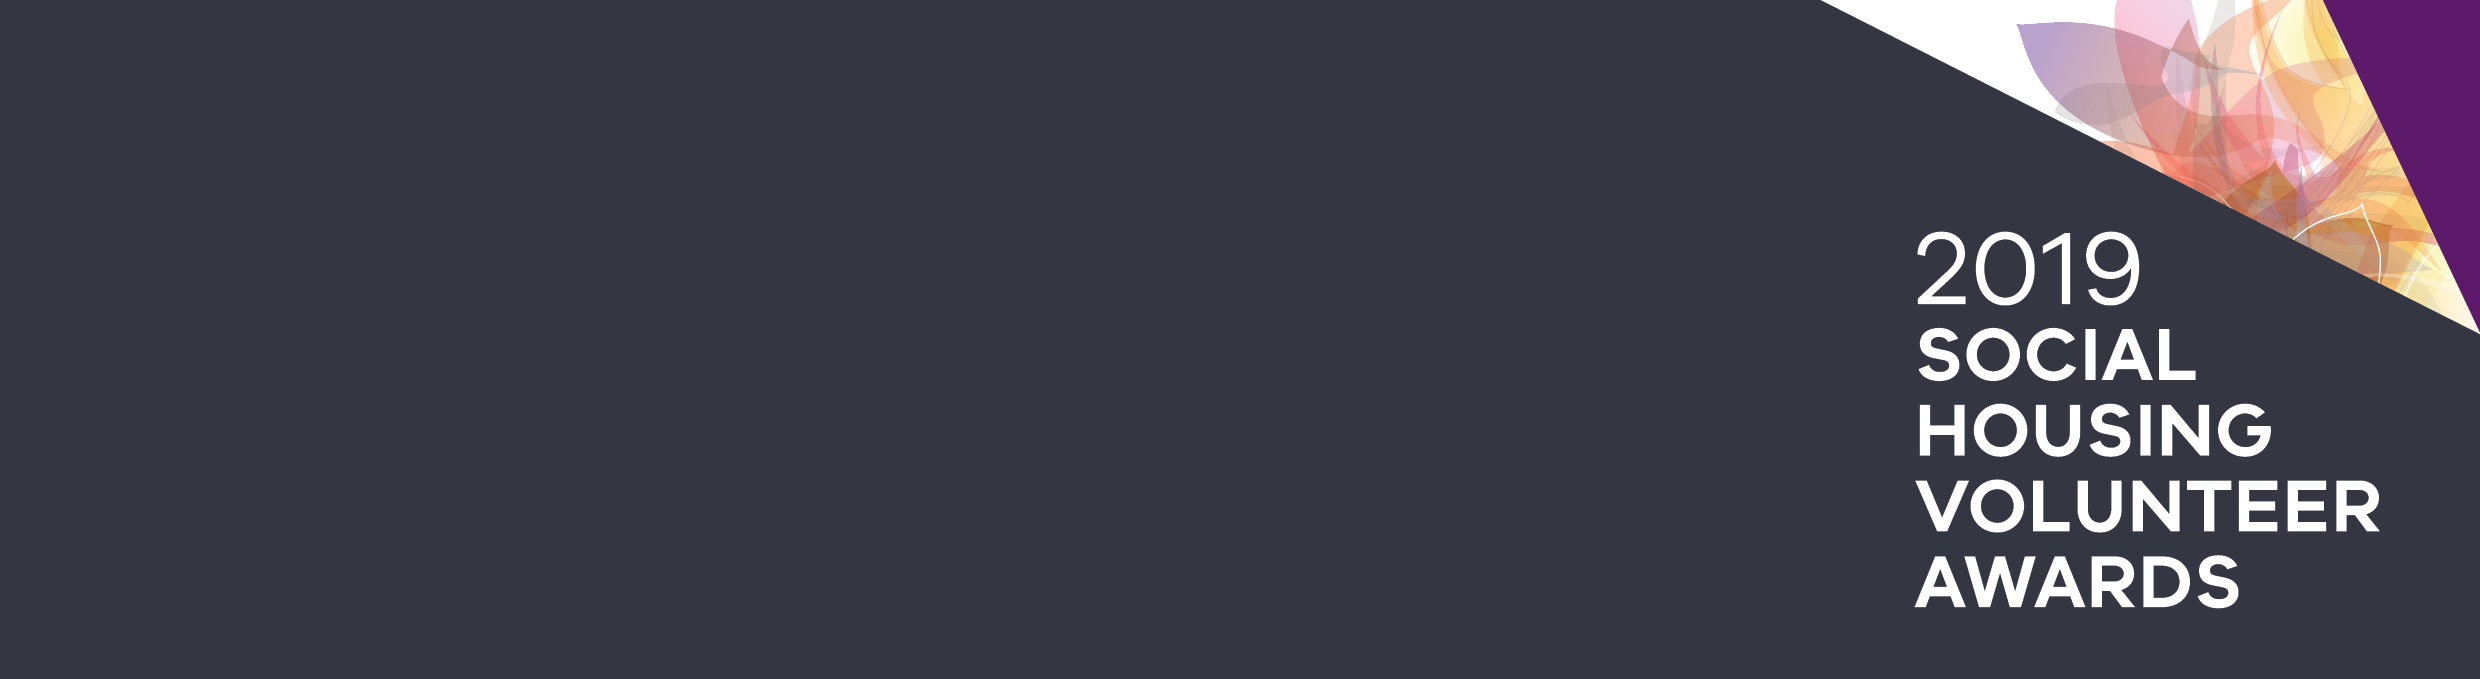 2019
SOCIAL
HOUSING
VOLUNTEER
AWARDS